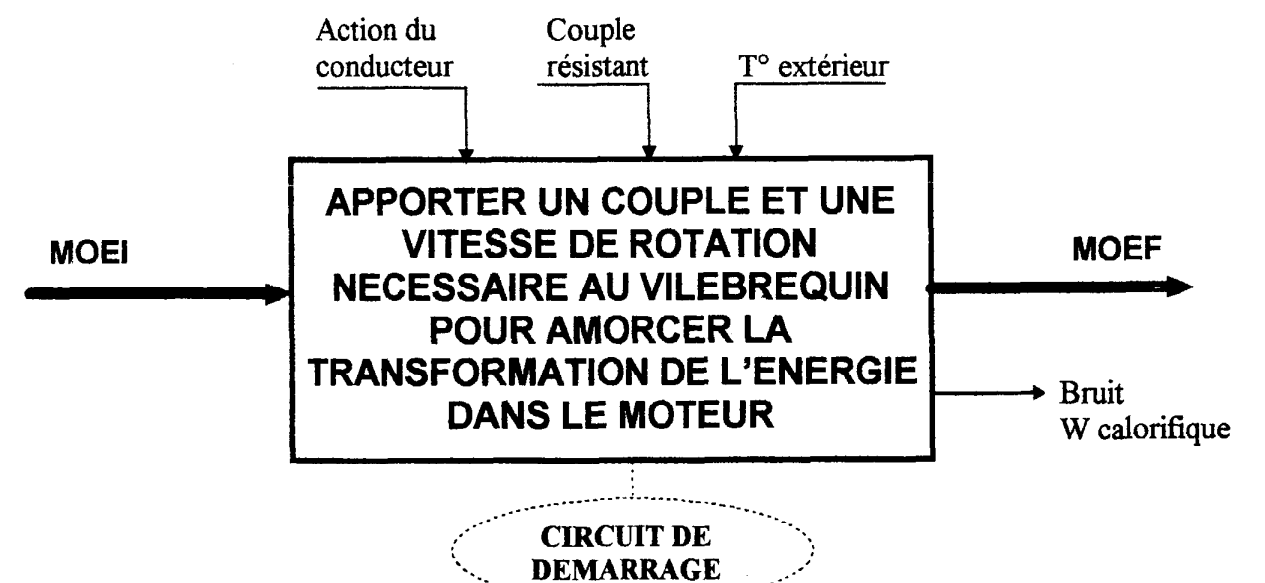 Action du
conducteur
Couple
résistant
T° extérieur
MOEI
APPORTER UN COUPLE ET UNE
VITESSE DE ROTATION
NECESSAIRE AU VILEBREQUIN
POUR AMORCER LA
TRANSFORMATION DE L'ENERGIE
DANS LE MOTEUR
MOEF
Bruit
W calorifique
CIRCUIT DE
DEMARRAGE